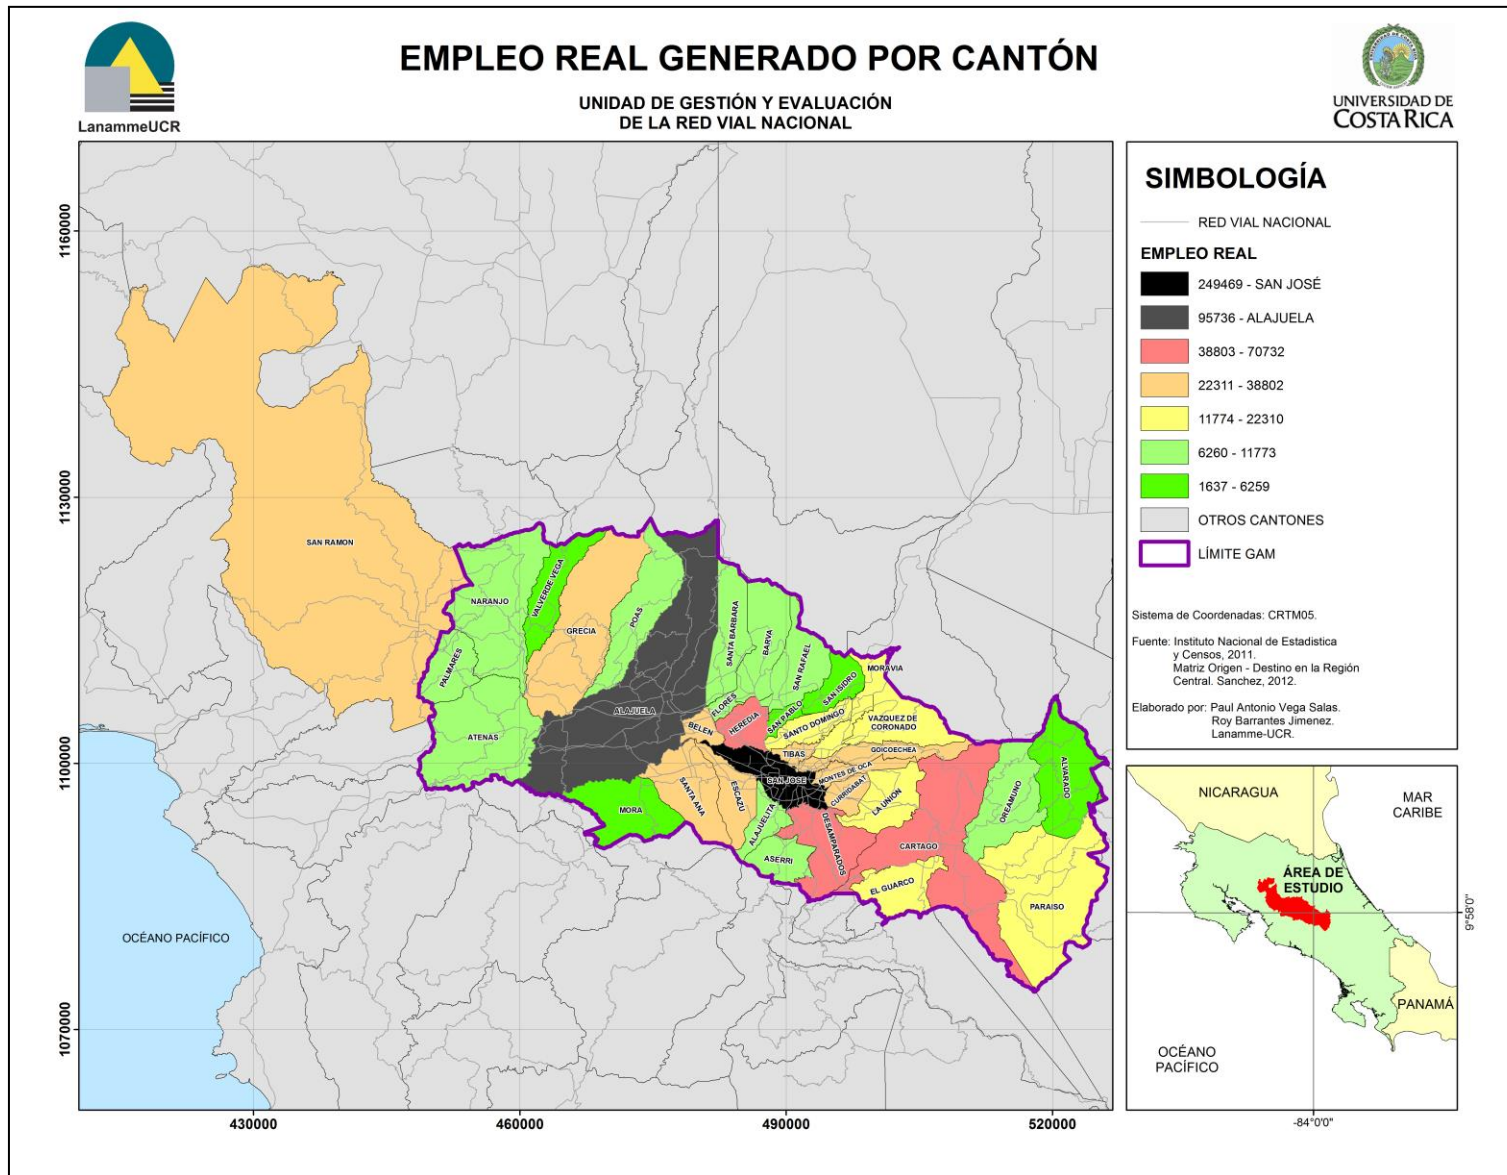 LanammeUCR
EMPLEO REAL GENERADO POR CANTÓN
UNIDAD DE GESTIÓN Y EVALUACIÓN
DE LA RED VIAL NACIONAL
UNIVERSIDAD DE
COSTA RICA
1160000
1130000
1100000
1070000
430000
460000
490000
520000
SAN RAMON
NARANJO
VALVERDE VEGA
GRECIA
POAS
PALMARES
ATENAS
ALAJUELA
SANTA BARBARA
BARVA
SAN RAFAEL
SAN ISIDRO
MORAVIA
FLORES
HEREDIA
SAN PABLO
SANTO DOMINGO
VAZQUEZ DE
CORONADO
BELEN
TIBAS
GOICOECHEA
SAN JOSE
MONTES DE OCA
CURRIDABAT
LA UNION
SANTA ANA
ESCAZU
MORA
ALAJUELITA
ASERRI
DESAMPARADOS
CARTAGO
EL GUARCO
OREAMUNO
ALVARADO
PARAISO
OCÉANO PACÍFICO
SIMBOLOGÍA
RED VIAL NACIONAL
EMPLEO REAL
249469 - SAN JOSÉ
95736 - ALAJUELA
38803 - 70732
22311 - 38802
11774 - 22310
6260 - 11773
1637 - 6259
OTROS CANTONES
LÍMITE GAM
Sistema de Coordenadas: CRTM05.
Fuente: Instituto Nacional de Estadistica
y Censos, 2011.
Matriz Origen - Destino en la Región
Central. Sanchez, 2012.
Elaborado por: Paul Antonio Vega Salas.
Roy Barrantes Jimenez.
Lanamme-UCR.
NICARAGUA
MAR
CARIBE
ÁREA DE
ESTUDIO
PANAMÁ
OCÉANO
PACÍFICO
9°58'0"
-84°0'0"